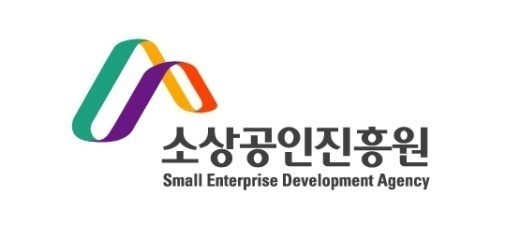 소상공인진흥원
Small Enterprise Development Agency